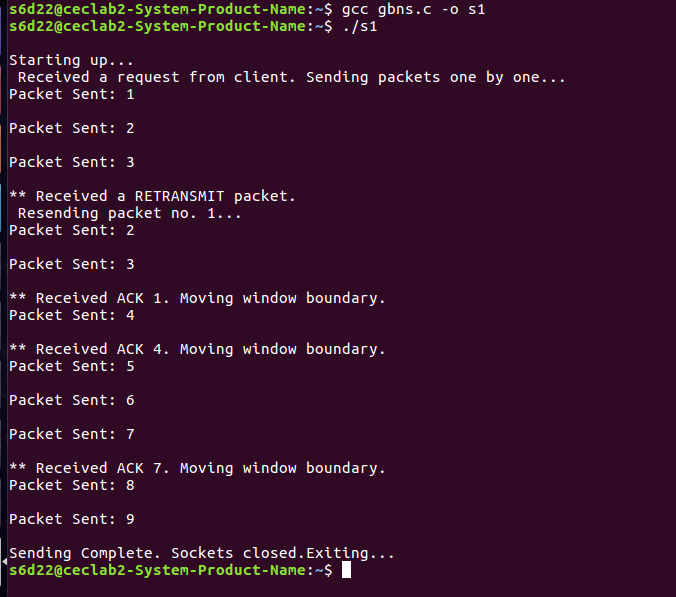 s6d22@ceclab2-System-Product-Name:~$ gcc gbns.c -o s1
s6d22@ceclab2-System-Product-Name:~$ ./s1
Starting up...
Received a request from client. Sending packets one by one...
Packet Sent: 1
Packet Sent: 2
Packet Sent: 3
** Received a RETRANSMIT packet.
Resending packet no. 1...
Packet Sent: 2
Packet Sent: 3
** Received ACK 1. Moving window boundary.
Packet Sent: 4
** Received ACK 4. Moving window boundary.
Packet Sent: 5
Packet Sent: 6
Packet Sent: 7
** Received ACK 7. Moving window boundary.
Packet Sent: 8
Packet Sent: 9
Sending Complete. Sockets closed.Exiting...
s6d22@ceclab2-System-Product-Name:~$